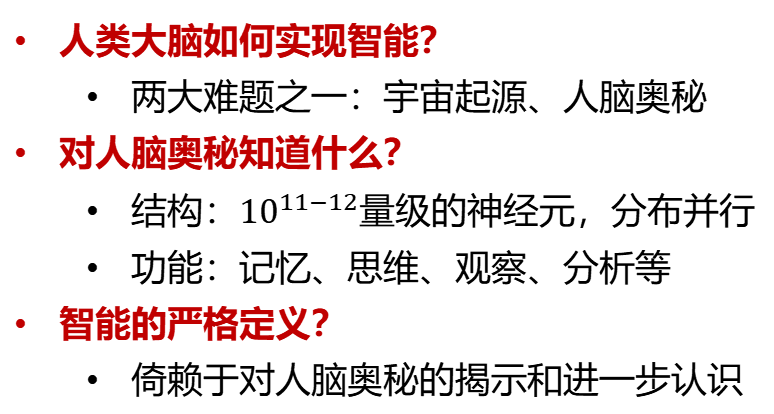 • 人类大脑如何实现智能？
• 两大难题之一：宇宙起源、人脑奥秘
• 对人脑奥秘知道什么？
• 结构：10¹¹⁻¹²量级的神经元，分布并行
• 功能：记忆、思维、观察、分析等
• 智能的严格定义？
• 倚赖于对人脑奥秘的揭示和进一步认识